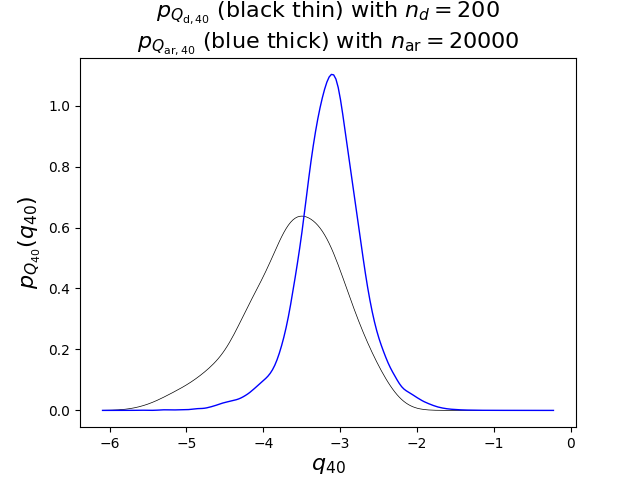 p_{Q_{d,40}} (black thin) with n_d = 200
p_{Q_{ar,40}} (blue thick) with n_{ar} = 20000
p_{Q_{40}}(q_{40})
1.0
0.8
0.6
0.4
0.2
0.0
−6 −5 −4 −3 −2 −1 0
q_{40}